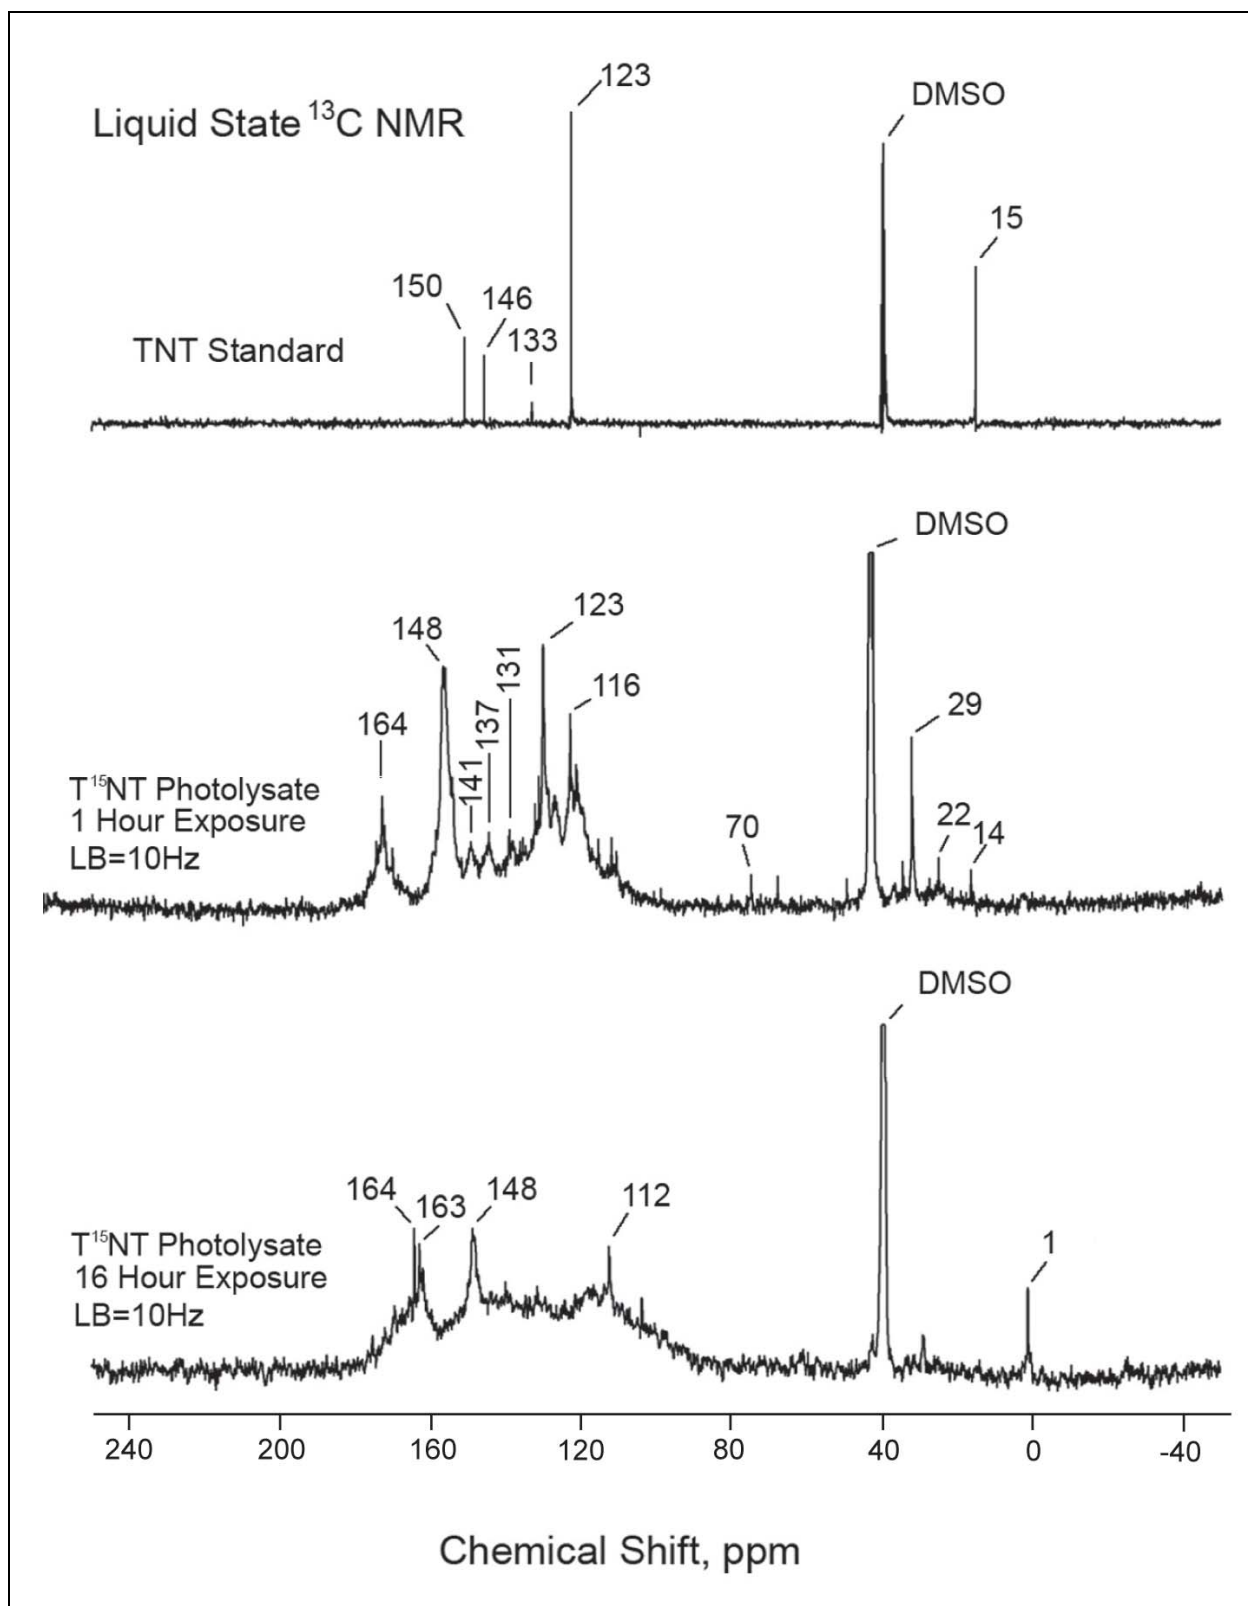 Liquid State ¹³C NMR
123
DMSO
15
150
146
133
TNT Standard
DMSO
148
123
131
137
116
164
141
29
T¹⁵NT Photolysate
1 Hour Exposure
LB=10Hz
70
22
14
DMSO
164
163
148
112
1
T¹⁵NT Photolysate
16 Hour Exposure
LB=10Hz
240 200 160 120 80 40 0 -40
Chemical Shift, ppm